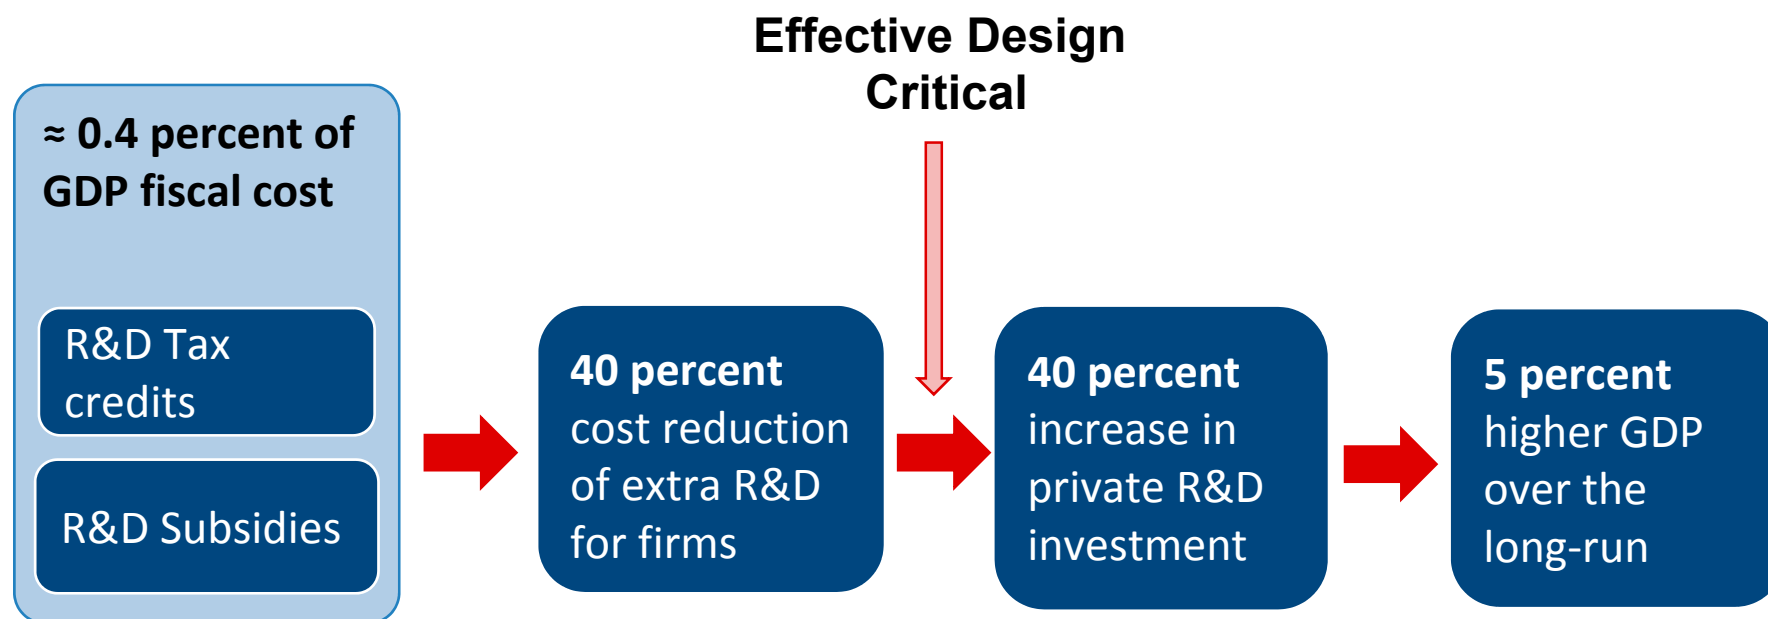 Effective Design
Critical
≈ 0.4 percent of
GDP fiscal cost
R&D Tax
credits
R&D Subsidies
40 percent
cost reduction
of extra R&D
for firms
40 percent
increase in
private R&D
investment
5 percent
higher GDP
over the
long-run